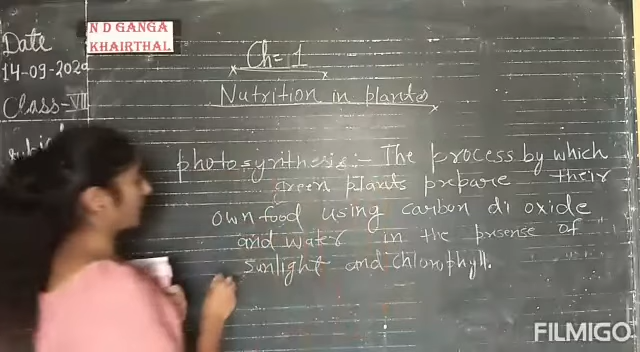 N D GANGA
KHAIRTHAL
Date
14-09-2020
Class-VII
Ch= 1
Nutrition in plants
photosynthesis:- The process by which
green plants prepare their
own food using carbon di oxide
and water in the prsense of
sunlight and chlorophyll.
FILMIGO